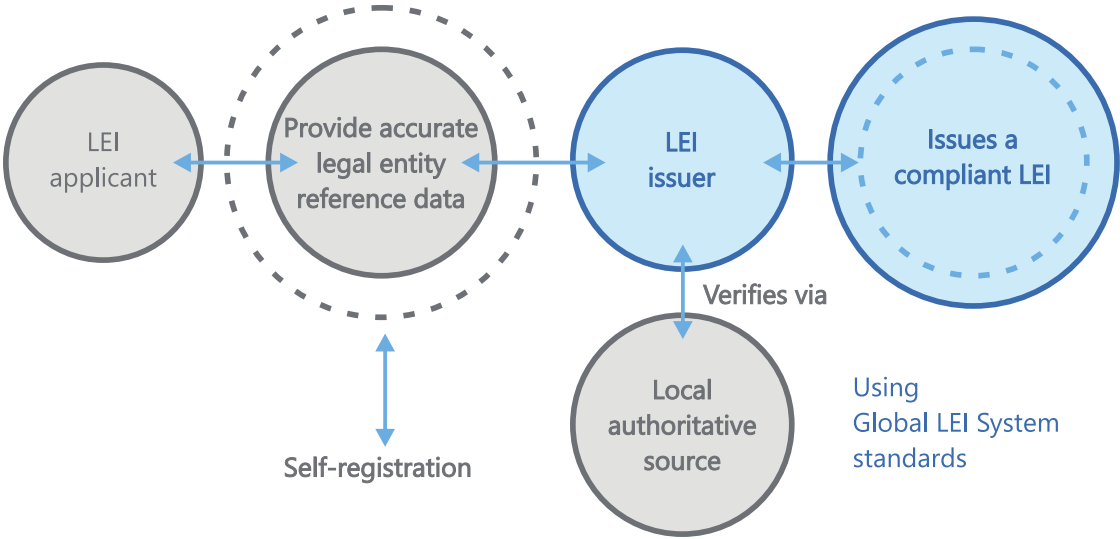 LEI
applicant
Provide accurate
legal entity
reference data
LEI
issuer
Issues a
compliant LEI
Verifies via
Self-registration
Local
authoritative
source
Using
Global LEI System
standards